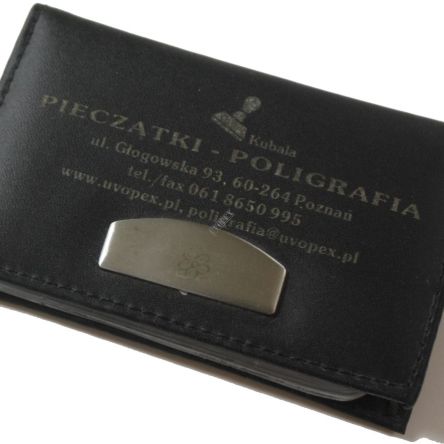 Kubala
PIECZĄTKI - POLIGRAFIA
ul. Głogowska 93, 60-264 Poznań
tel./fax 061 8650 995
www.uvopex.pl, poligrafia@uvopex.pl